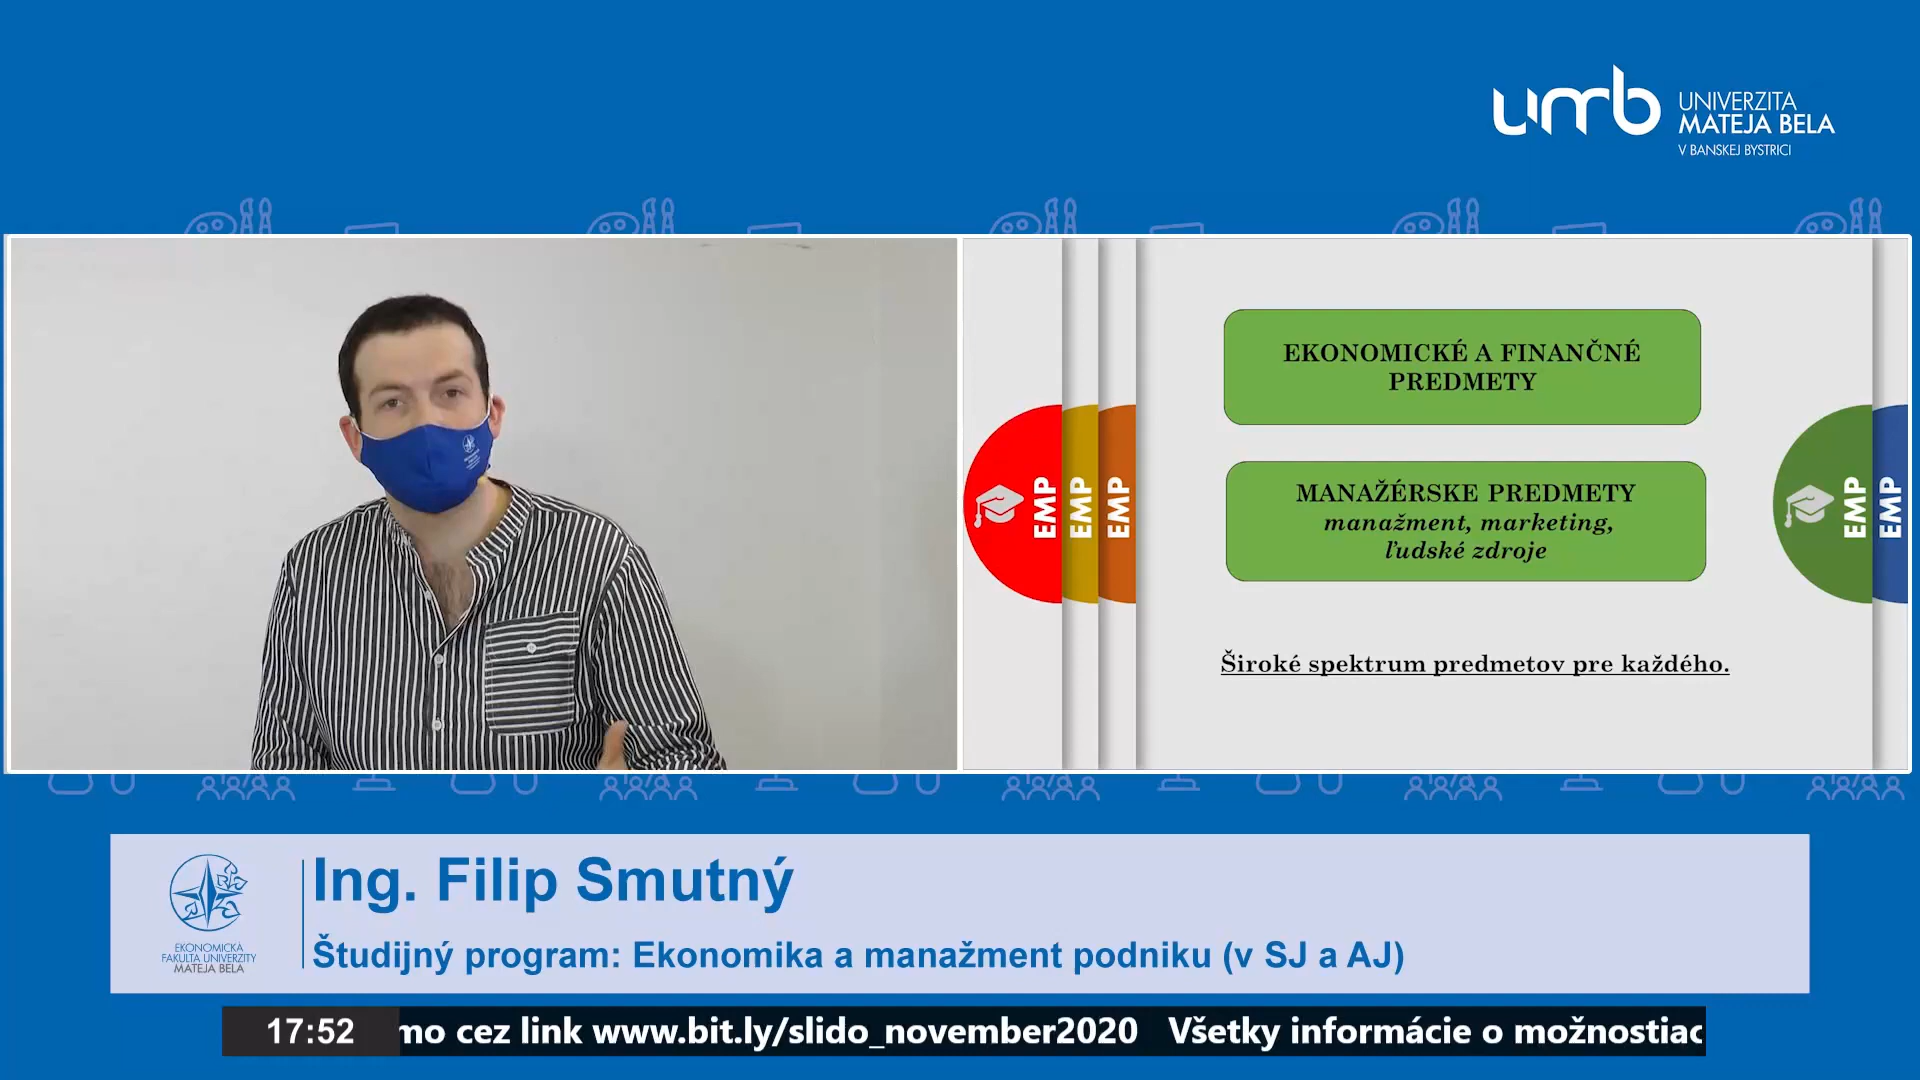 umb
UNIVERZITA
MATEJA BELA
V BANSKEJ BYSTRICI
EKONOMICKÉ A FINANČNÉ
PREDMETY
MANAŽÉRSKE PREDMETY
manažment, marketing,
ľudské zdroje
Široké spektrum predmetov pre každého.
EMP
EMP
EMP
EMP
EMP
Ing. Filip Smutný
Študijný program: Ekonomika a manažment podniku (v SJ a AJ)
EKONOMICKÁ
FAKULTA UNIVERZITY
MATEJA BELA
17:52
mo cez link www.bit.ly/slido_november2020 Všetky informácie o možnostiac